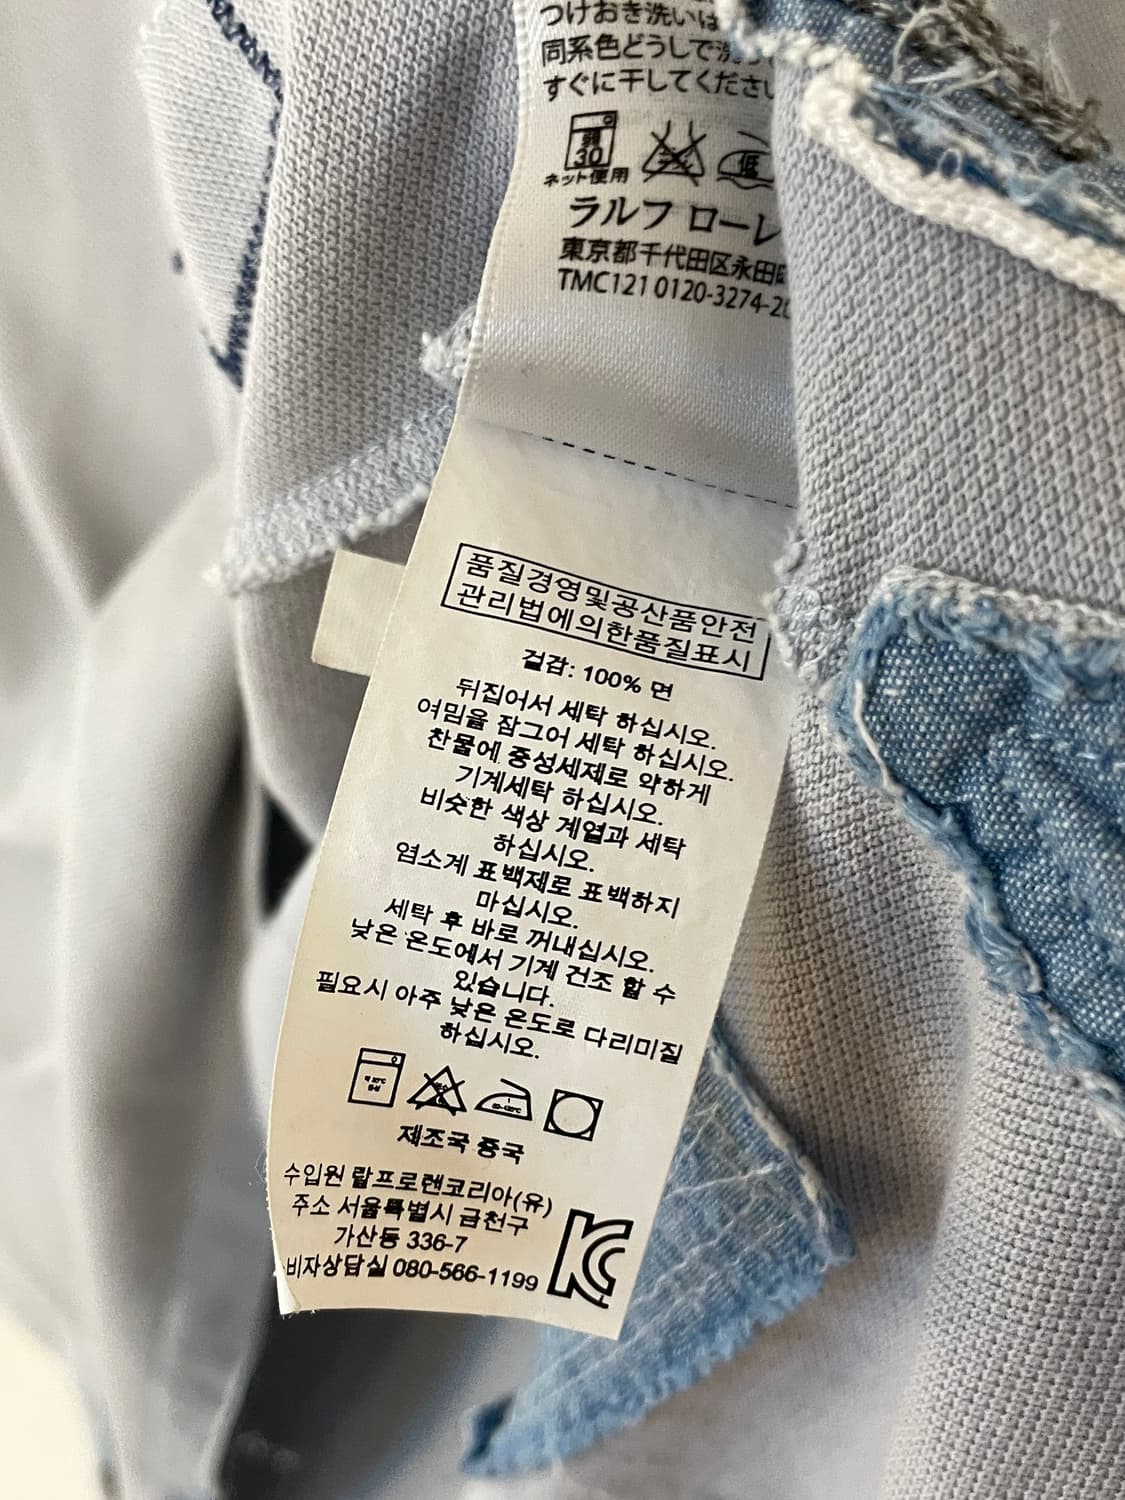 つけおき洗いは
同系色どうしで洗
すぐに干してくださ
弱
30
ネット使用
低
ラルフ ローレ
東京都千代田区永田
TMC121 0120-3274-2
품질경영및공산품안전
관리법에의한품질표시
겉감: 100% 면
뒤집어서 세탁 하십시오.
여밈을 잠그어 세탁 하십시오.
찬물에 중성세제로 약하게
기계세탁 하십시오.
비슷한 색상 계열과 세탁
하십시오.
염소계 표백제로 표백하지
마십시오.
세탁 후 바로 꺼내십시오.
낮은 온도에서 기계 건조 할 수
있습니다.
필요시 아주 낮은 온도로 다리미질
하십시오.
제조국 중국
수입원 랄프로렌코리아(유)
주소 서울특별시 금천구
가산동 336-7
비자상담실 080-566-1199